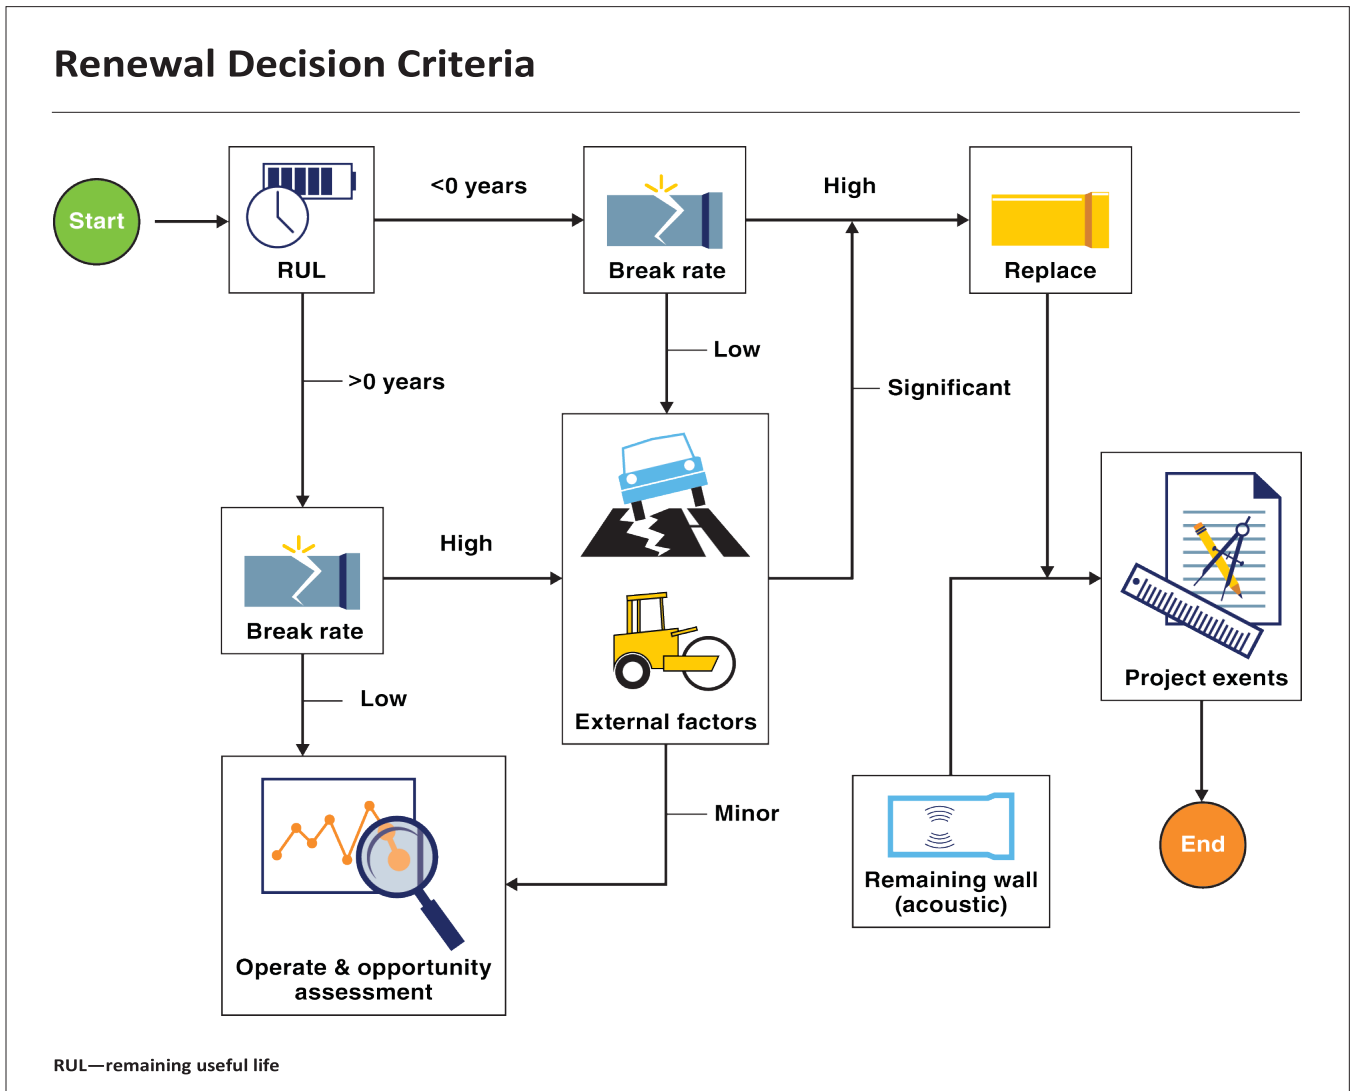 Renewal Decision Criteria
Start
RUL
<0 years
Break rate
High
Replace
Low
>0 years
Significant
High
Break rate
External factors
Project exents
Low
Minor
Remaining wall
(acoustic)
End
Operate & opportunity
assessment
RUL—remaining useful life